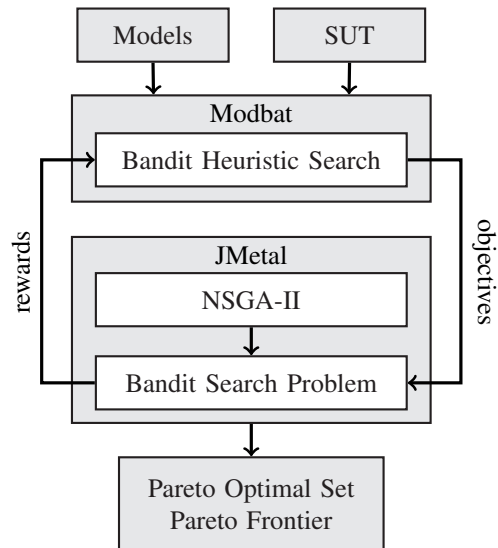 Models
SUT
Modbat
Bandit Heuristic Search
rewards
objectives
JMetal
NSGA-II
Bandit Search Problem
Pareto Optimal Set
Pareto Frontier